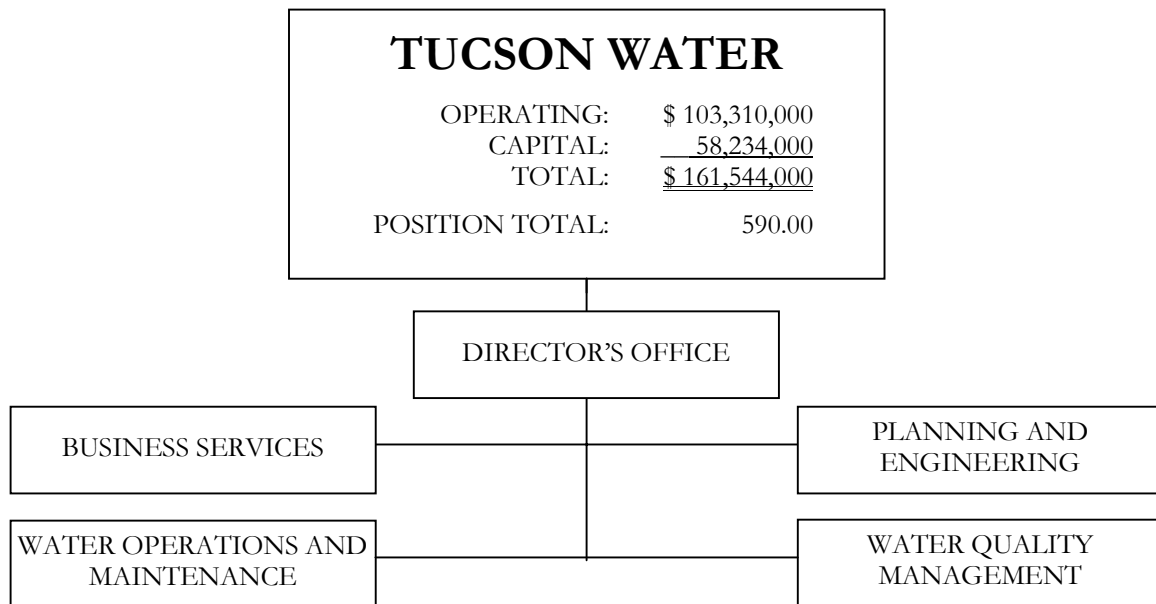 TUCSON WATER
OPERATING: $ 103,310,000
CAPITAL: 58,234,000
TOTAL: $ 161,544,000
POSITION TOTAL: 590.00
DIRECTOR’S OFFICE
BUSINESS SERVICES
PLANNING AND
ENGINEERING
WATER OPERATIONS AND
MAINTENANCE
WATER QUALITY
MANAGEMENT